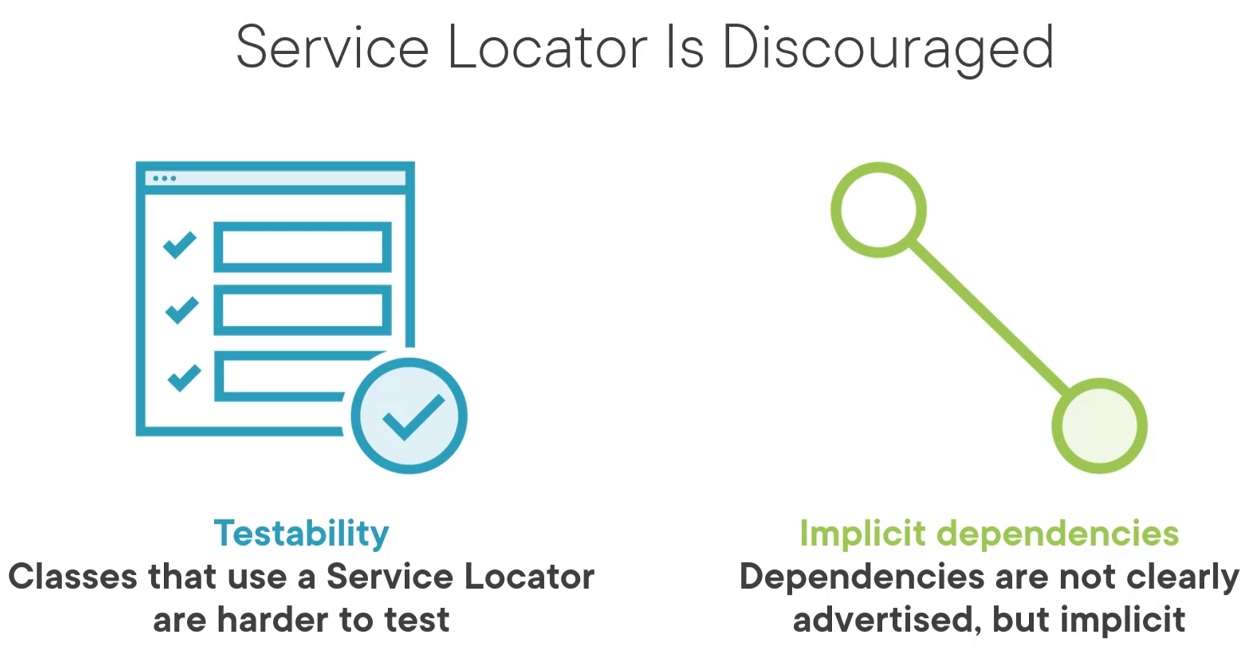 Service Locator Is Discouraged
Testability
Classes that use a Service Locator
are harder to test
Implicit dependencies
Dependencies are not clearly
advertised, but implicit